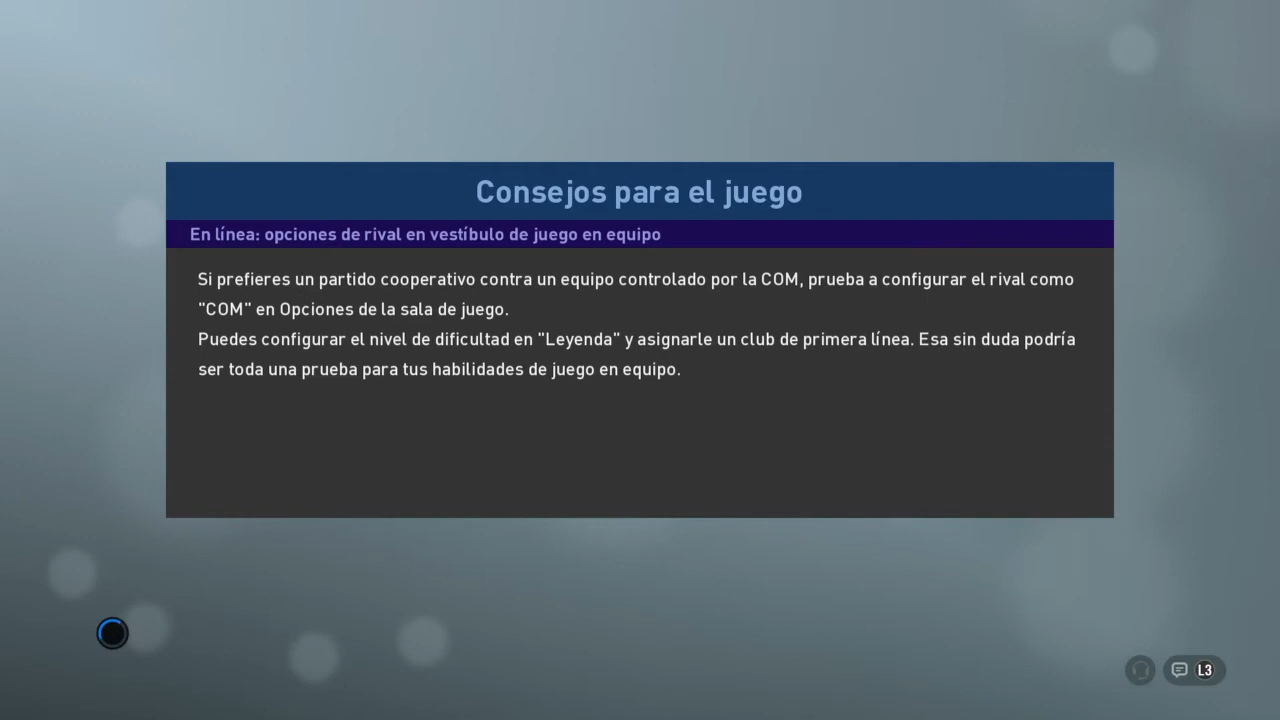 Consejos para el juego
En línea: opciones de rival en vestíbulo de juego en equipo
Si prefieres un partido cooperativo contra un equipo controlado por la COM, prueba a configurar el rival como
"COM" en Opciones de la sala de juego.
Puedes configurar el nivel de dificultad en "Leyenda" y asignarle un club de primera línea. Esa sin duda podría
ser toda una prueba para tus habilidades de juego en equipo.
L3